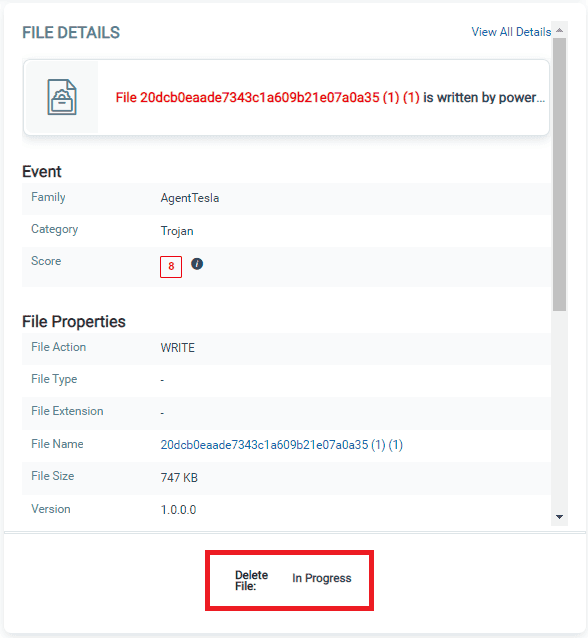 FILE DETAILS View All Details
File 20dcb0eaade7343c1a609b21e07a0a35 (1) (1) is written by power...
Event
Family AgentTesla
Category Trojan
Score 8 i
File Properties
File Action WRITE
File Type -
File Extension -
File Name 20dcb0eaade7343c1a609b21e07a0a35 (1) (1)
File Size 747 KB
Version 1.0.0.0
Delete In Progress
File: